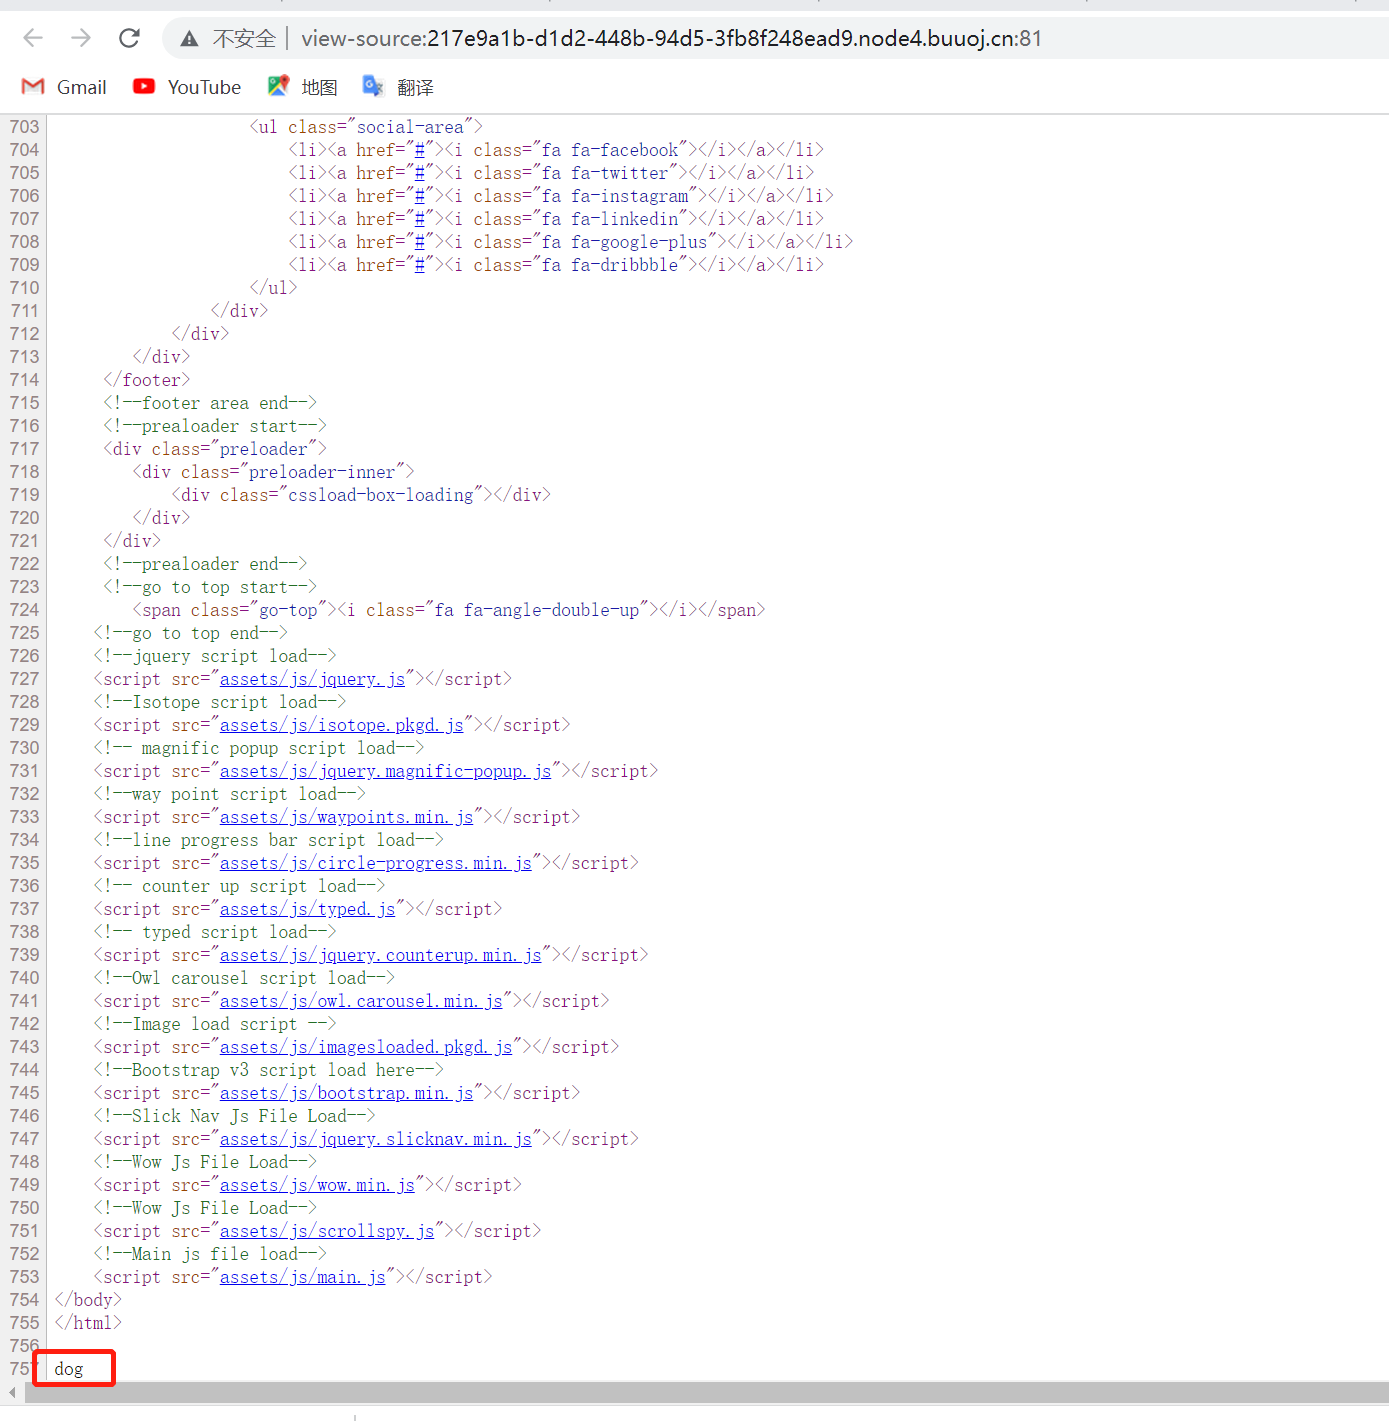 不安全 | view-source:217e9a1b-d1d2-448b-94d5-3fb8f248ead9.node4.buuoj.cn:81
Gmail YouTube 地图 翻译
703 <ul class="social-area">
704 <li><a href="#"><i class="fa fa-facebook"></i></a></li>
705 <li><a href="#"><i class="fa fa-twitter"></i></a></li>
706 <li><a href="#"><i class="fa fa-instagram"></i></a></li>
707 <li><a href="#"><i class="fa fa-linkedin"></i></a></li>
708 <li><a href="#"><i class="fa fa-google-plus"></i></a></li>
709 <li><a href="#"><i class="fa fa-dribbble"></i></a></li>
710 </ul>
711 </div>
712 </div>
713 </div>
714 </footer>
715 <!--footer area end-->
716 <!--prealoader start-->
717 <div class="preloader">
718 <div class="preloader-inner">
719 <div class="cssload-box-loading"></div>
720 </div>
721 </div>
722 <!--prealoader end-->
723 <!--go to top start-->
724 <span class="go-top"><i class="fa fa-angle-double-up"></i></span>
725 <!--go to top end-->
726 <!--jquery script load-->
727 <script src="assets/js/jquery.js"></script>
728 <!--Isotope script load-->
729 <script src="assets/js/isotope.pkgd.js"></script>
730 <!-- magnific popup script load-->
731 <script src="assets/js/jquery.magnific-popup.js"></script>
732 <!--way point script load-->
733 <script src="assets/js/waypoints.min.js"></script>
734 <!--line progress bar script load-->
735 <script src="assets/js/circle-progress.min.js"></script>
736 <!-- counter up script load-->
737 <script src="assets/js/typed.js"></script>
738 <!-- typed script load-->
739 <script src="assets/js/jquery.counterup.min.js"></script>
740 <!--Owl carousel script load-->
741 <script src="assets/js/owl.carousel.min.js"></script>
742 <!--Image load script -->
743 <script src="assets/js/imagesloaded.pkgd.js"></script>
744 <!--Bootstrap v3 script load here-->
745 <script src="assets/js/bootstrap.min.js"></script>
746 <!--Slick Nav Js File Load-->
747 <script src="assets/js/jquery.slicknav.min.js"></script>
748 <!--Wow Js File Load-->
749 <script src="assets/js/wow.min.js"></script>
750 <!--Wow Js File Load-->
751 <script src="assets/js/scrollspy.js"></script>
752 <!--Main js file load-->
753 <script src="assets/js/main.js"></script>
754 </body>
755 </html>
756
757 dog